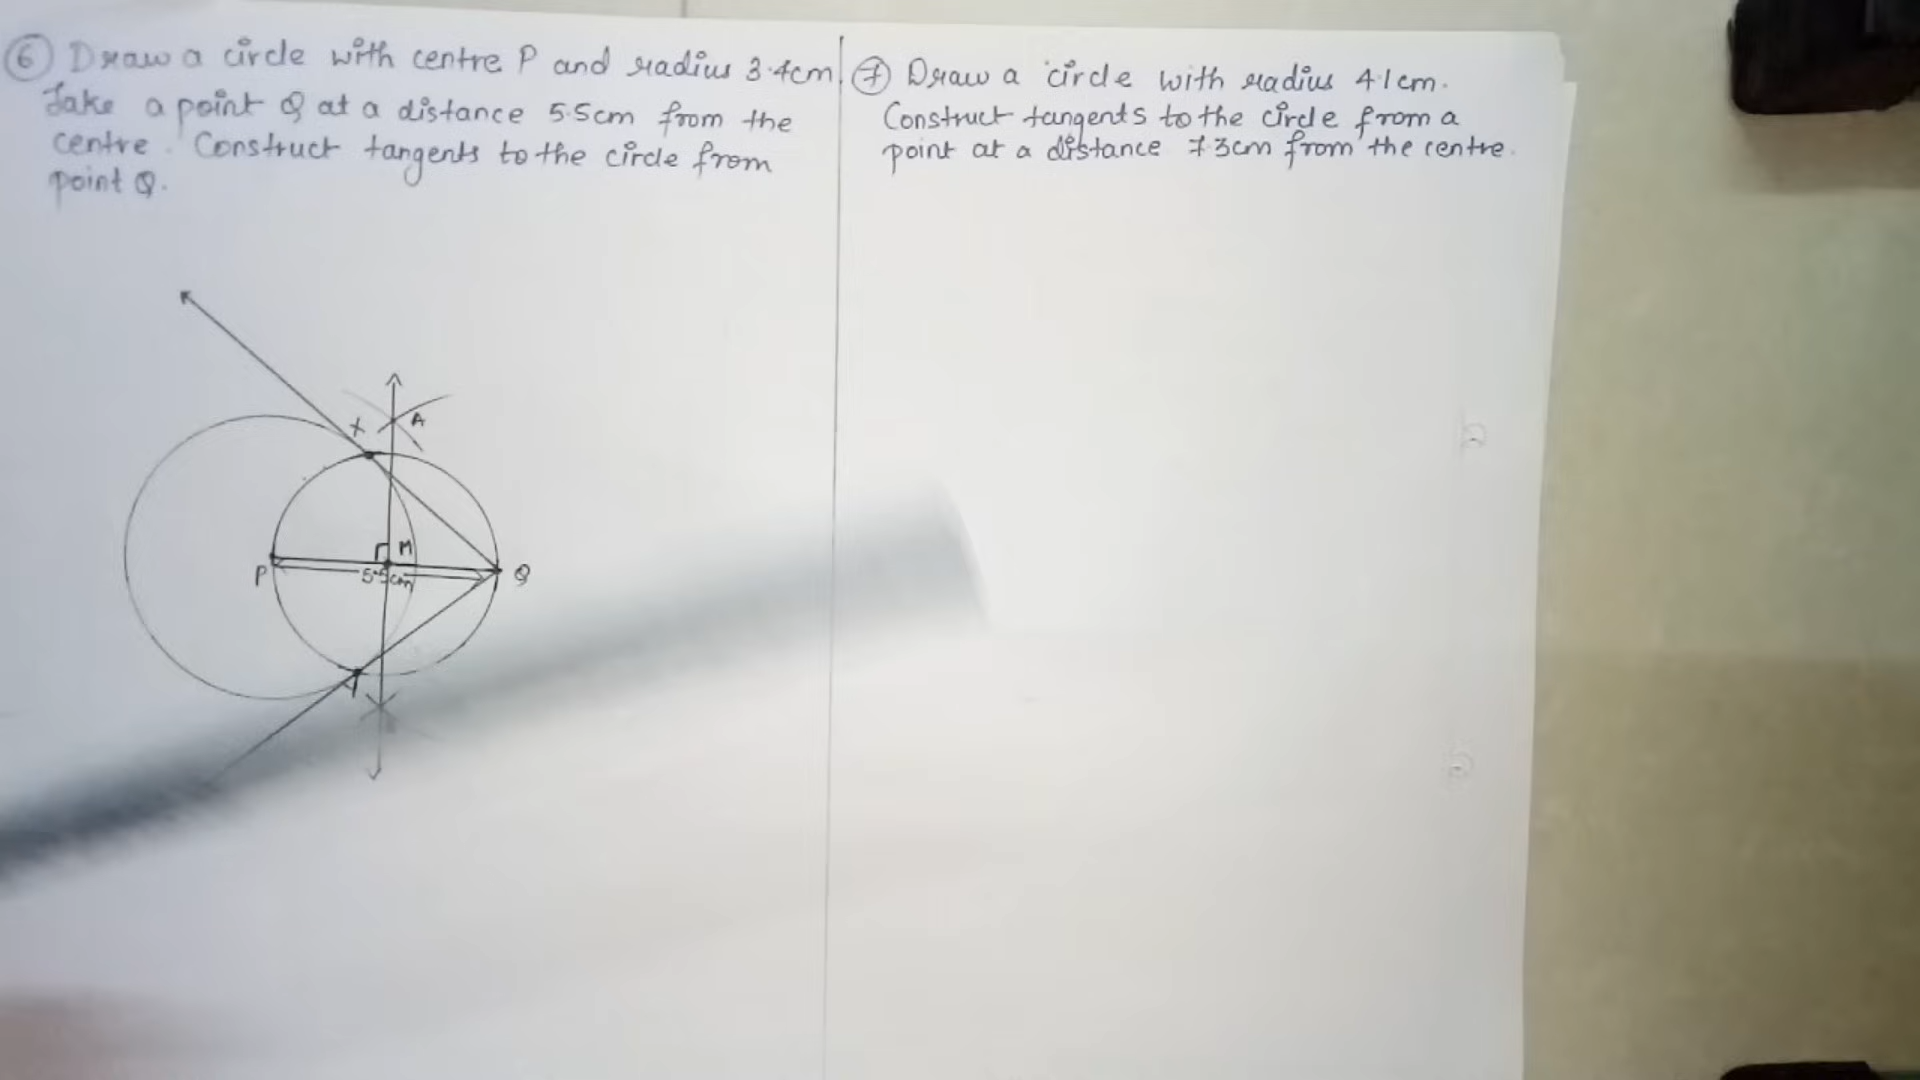 6 Draw a circle with centre P and radius 3.4cm.
Take a point Q at a distance 5.5cm from the
centre. Construct tangents to the circle from
point Q.
7 Draw a circle with radius 4.1cm.
Construct tangents to the circle from a
point at a distance 7.3cm from the centre.
X A
M
P 5.5cm Q
Y